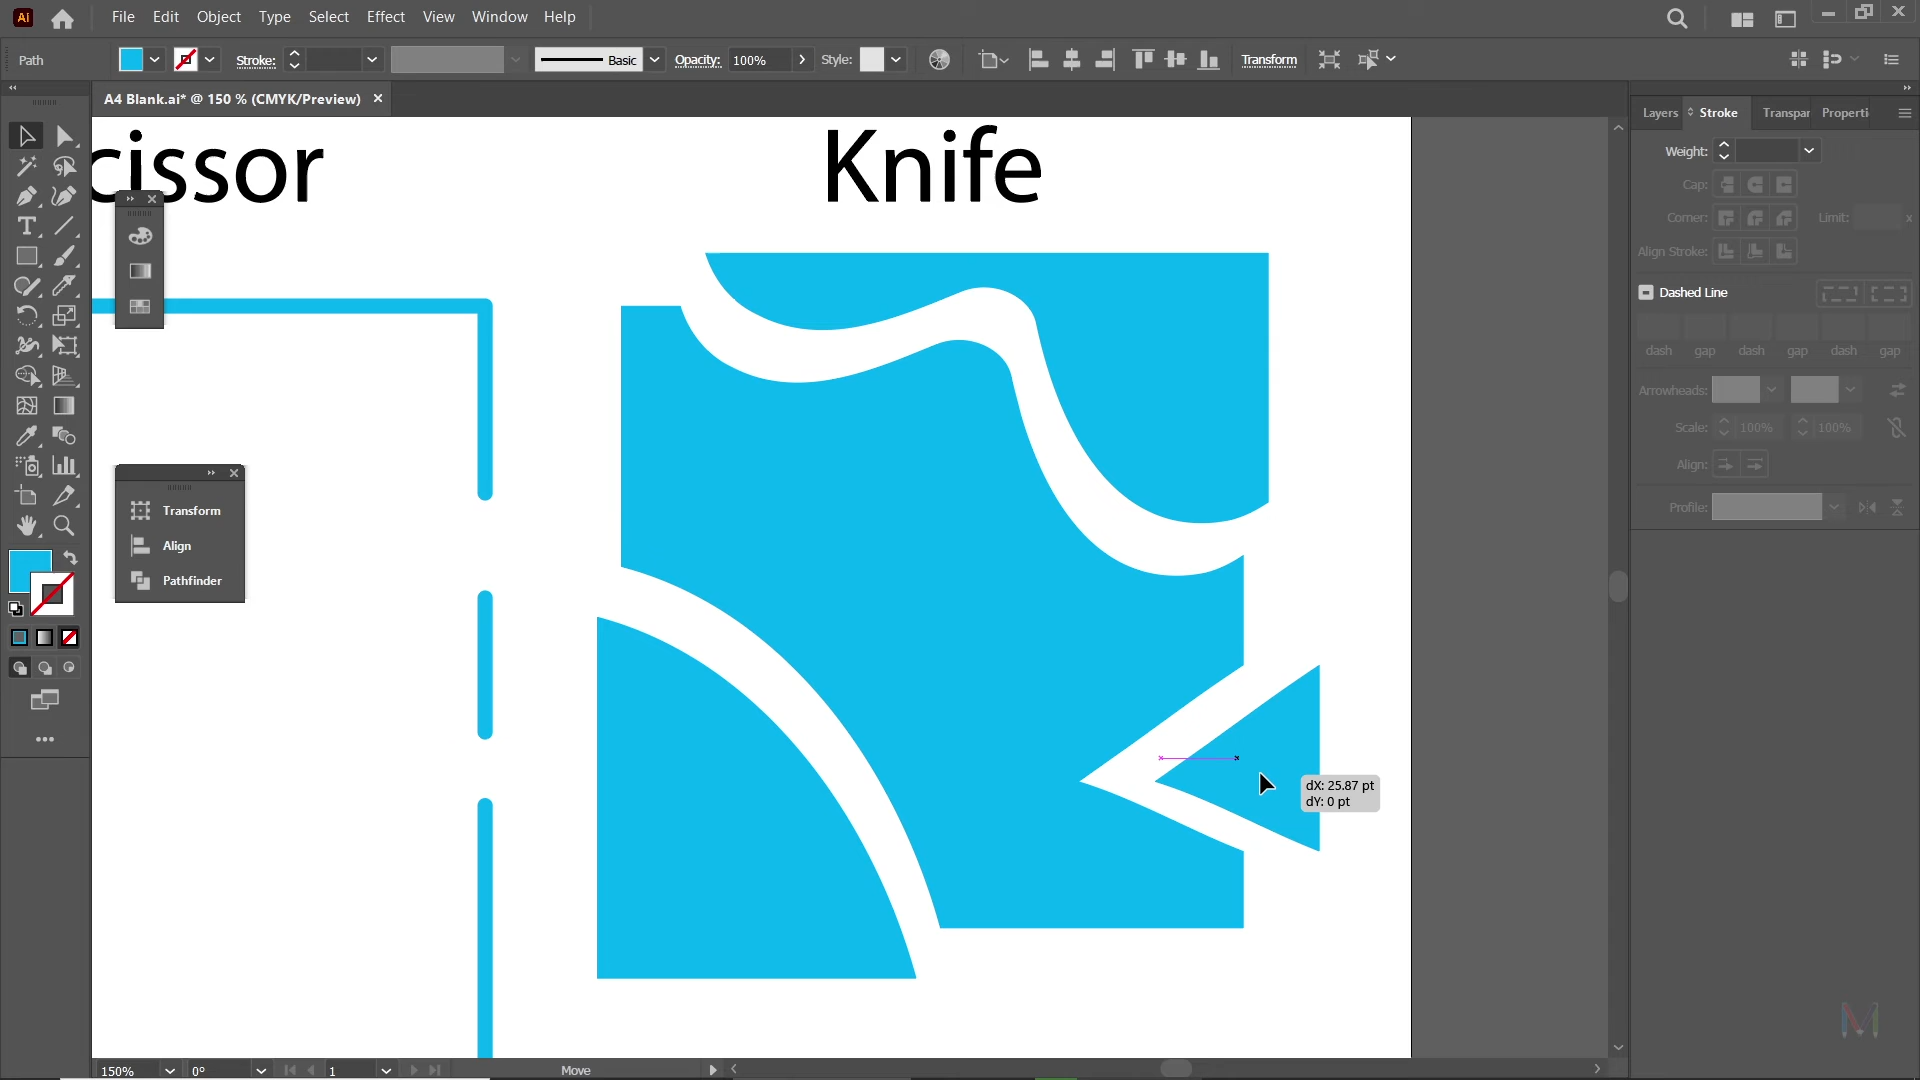 Ai File Edit Object Type Select Effect View Window Help
Path Stroke: Basic Opacity: 100% Style: Transform
A4 Blank.ai* @ 150 % (CMYK/Preview)
Layers Stroke Transpar Properti
cissor
Knife
Weight:
Cap:
Corner: Limit: x
Align Stroke:
Dashed Line
dash gap dash gap dash gap
Arrowheads:
Scale: 100% 100%
Align:
Profile:
Transform
Align
Pathfinder
dX: 25.87 pt
dY: 0 pt
150% 0° 1 Move